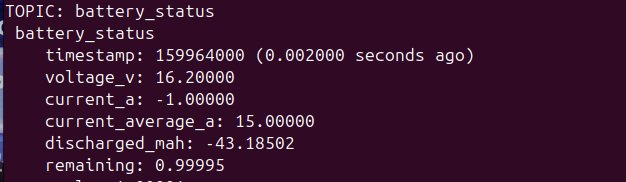 TOPIC: battery_status
battery_status
timestamp: 159964000 (0.002000 seconds ago)
voltage_v: 16.20000
current_a: -1.00000
current_average_a: 15.00000
discharged_mah: -43.18502
remaining: 0.99995